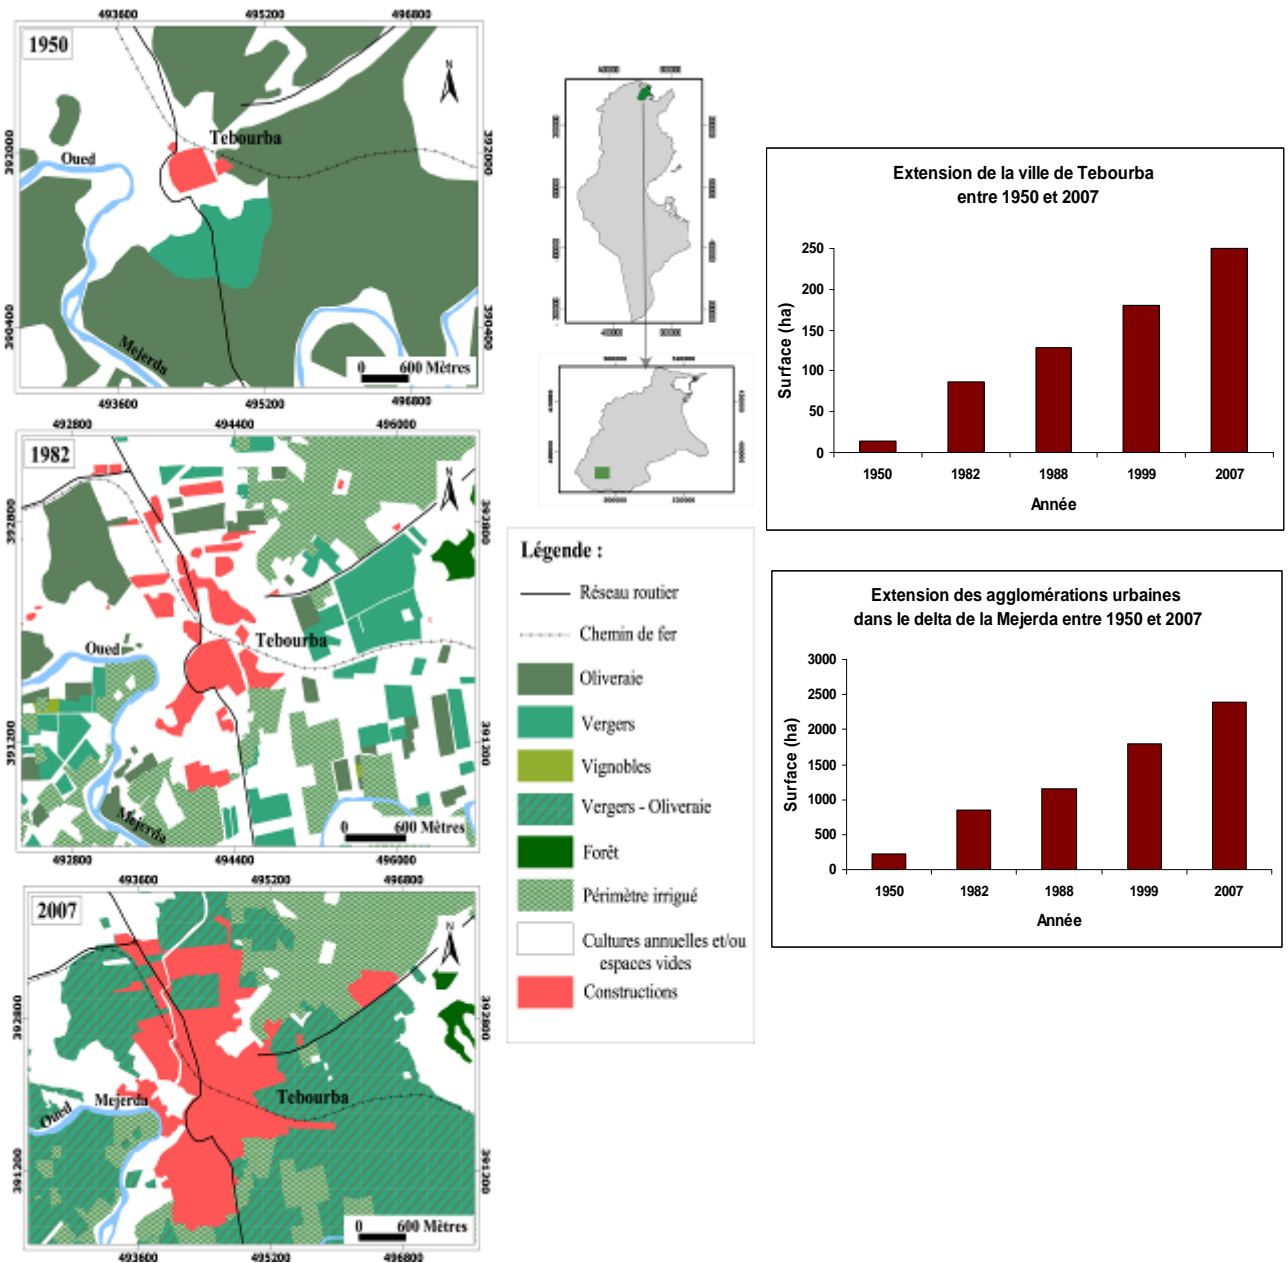 493600 495200 496800
1950
N
Tebourba
Oued
392000
392000
390400
390400
Mejerda
0 600 Mètres
493600 495200 496800
492800 494400 496000
1982
N
392800
392800
Tebourba
Oued
391200
391200
Mejerda
0 600 Mètres
492800 494400 496000
493600 495200 496800
2007
N
392800
392800
Mejerda
Oued
Tebourba
391200
391200
0 600 Mètres
493600 495200 496800
Légende :
Réseau routier
Chemin de fer
Oliveraie
Vergers
Vignobles
Vergers - Oliveraie
Forêt
Périmètre irrigué
Cultures annuelles et/ou
espaces vides
Constructions
Extension de la ville de Tebourba
entre 1950 et 2007
Surface (ha)
250
200
150
100
50
0
1950 1982 1988 1999 2007
Année
Extension des agglomérations urbaines
dans le delta de la Mejerda entre 1950 et 2007
Surface (ha)
3000
2500
2000
1500
1000
500
0
1950 1982 1988 1999 2007
Année